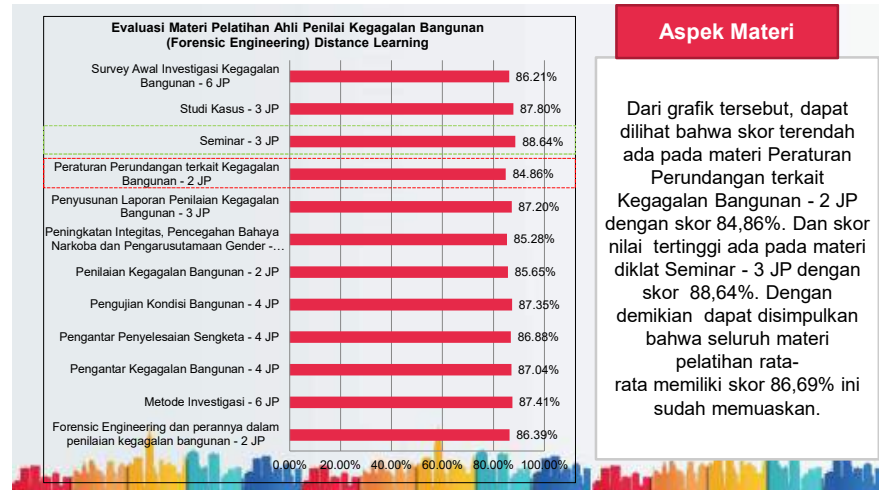 Evaluasi Materi Pelatihan Ahli Penilai Kegagalan Bangunan
(Forensic Engineering) Distance Learning
Survey Awal Investigasi Kegagalan
Bangunan - 6 JP
86.21%
Studi Kasus - 3 JP
87.80%
Seminar - 3 JP
88.64%
Peraturan Perundangan terkait Kegagalan
Bangunan - 2 JP
84.86%
Penyusunan Laporan Penilaian Kegagalan
Bangunan - 3 JP
87.20%
Peningkatan Integitas, Pencegahan Bahaya
Narkoba dan Pengarusutamaan Gender -…
85.28%
Penilaian Kegagalan Bangunan - 2 JP
85.65%
Pengujian Kondisi Bangunan - 4 JP
87.35%
Pengantar Penyelesaian Sengketa - 4 JP
86.88%
Pengantar Kegagalan Bangunan - 4 JP
87.04%
Metode Investigasi - 6 JP
87.41%
Forensic Engineering dan perannya dalam
penilaian kegagalan bangunan - 2 JP
86.39%
0.00% 20.00% 40.00% 60.00% 80.00% 100.00%
Aspek Materi
Dari grafik tersebut, dapat
dilihat bahwa skor terendah
ada pada materi Peraturan
Perundangan terkait
Kegagalan Bangunan - 2 JP
dengan skor 84,86%. Dan skor
nilai tertinggi ada pada materi
diklat Seminar - 3 JP dengan
skor 88,64%. Dengan
demikian dapat disimpulkan
bahwa seluruh materi
pelatihan rata-
rata memiliki skor 86,69% ini
sudah memuaskan.